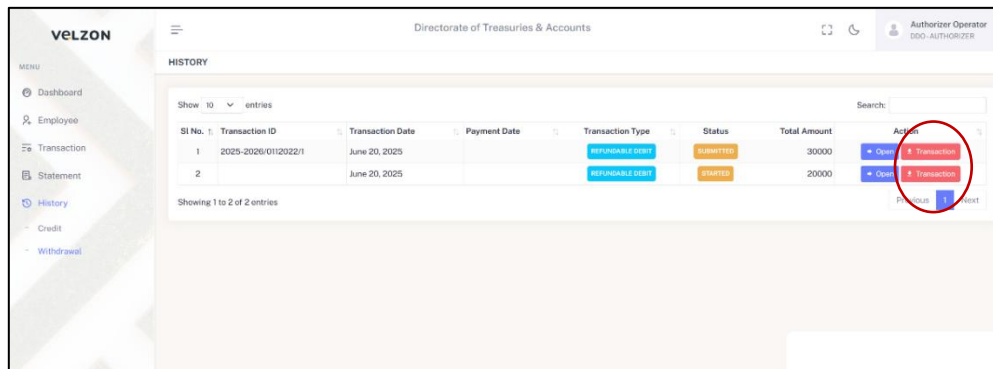 VELZON
Directorate of Treasuries & Accounts
Authorizer Operator
DDO-AUTHORIZER
MENU
HISTORY
Dashboard
Employee
Transaction
Statement
History
Credit
Withdrawal
Show 10 entries
Search:
SI No. Transaction ID Transaction Date Payment Date Transaction Type Status Total Amount Action
1 2025-2026/0112022/1 June 20, 2025 REFUNDABLE DEBIT SUBMITTED 30000 Open Transaction
2 June 20, 2025 REFUNDABLE DEBIT STARTED 20000 Open Transaction
Showing 1 to 2 of 2 entries
Previous 1 Next